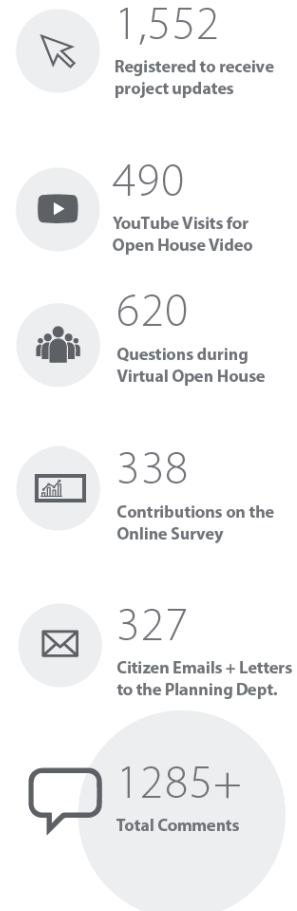 1,552
Registered to receive
project updates
490
YouTube Visits for
Open House Video
620
Questions during
Virtual Open House
338
Contributions on the
Online Survey
327
Citizen Emails + Letters
to the Planning Dept.
1285+
Total Comments